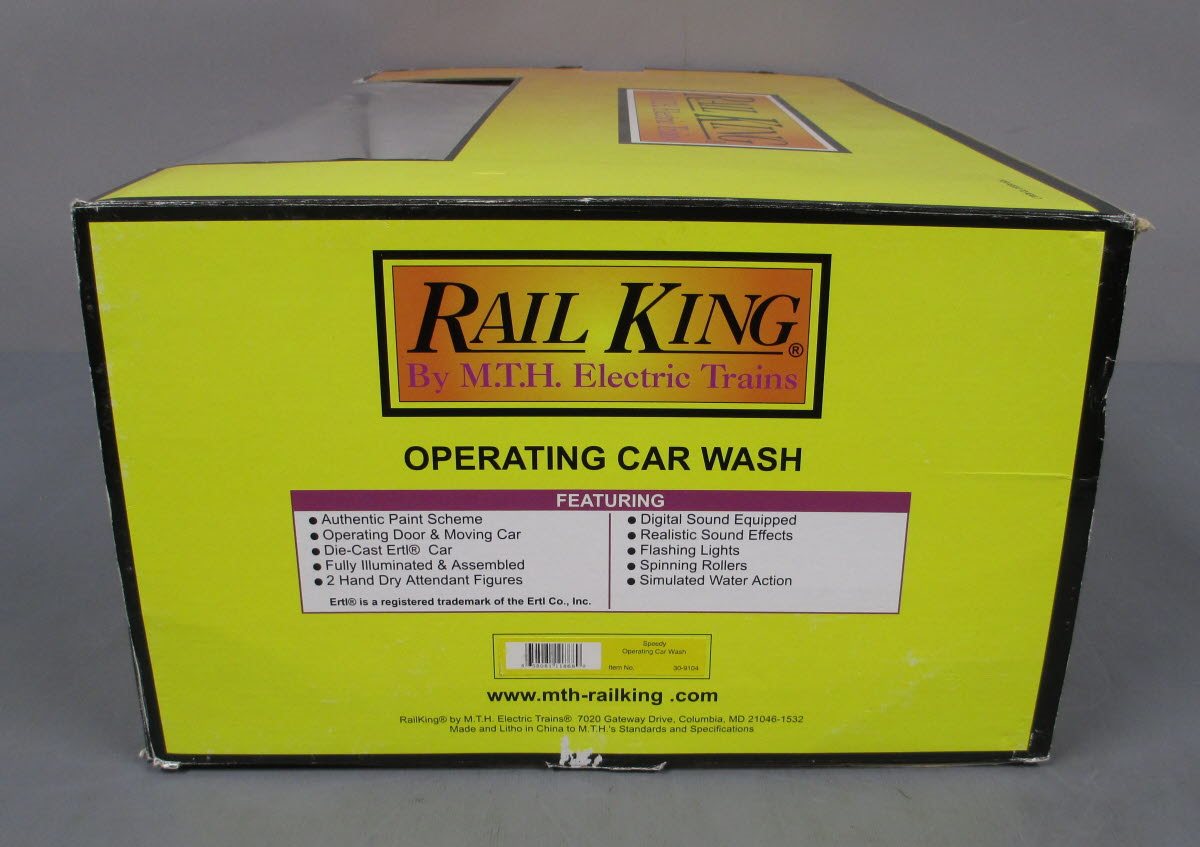 RAIL KING
M.T.H. Electric Trains
RAIL KING®
By M.T.H. Electric Trains
OPERATING CAR WASH
FEATURING
● Authentic Paint Scheme
● Operating Door & Moving Car
● Die-Cast Ertl® Car
● Fully Illuminated & Assembled
● 2 Hand Dry Attendant Figures
Ertl® is a registered trademark of the Ertl Co., Inc.
● Digital Sound Equipped
● Realistic Sound Effects
● Flashing Lights
● Spinning Rollers
● Simulated Water Action
Speedy
Operating Car Wash
Item No. 30-9104
www.mth-railking .com
RailKing® by M.T.H. Electric Trains® 7020 Gateway Drive, Columbia, MD 21046-1532
Made and Litho in China to M.T.H.'s Standards and Specifications